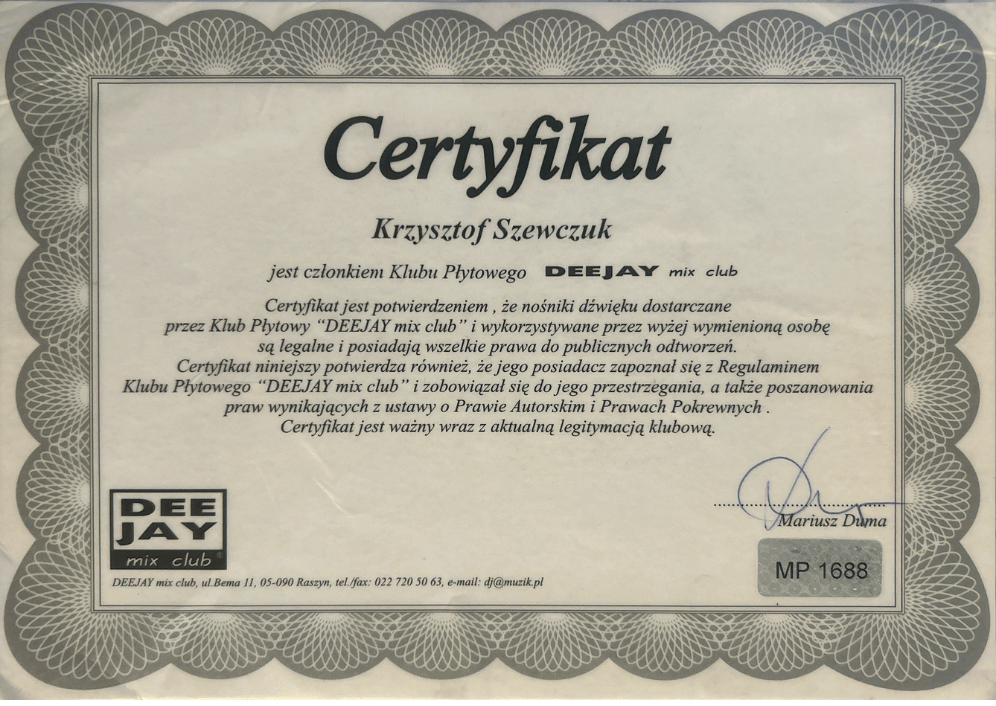 Certyfikat
Krzysztof Szewczuk
jest członkiem Klubu Płytowego DEEJAY mix club
Certyfikat jest potwierdzeniem , że nośniki dźwięku dostarczane
przez Klub Płytowy “DEEJAY mix club” i wykorzystywane przez wyżej wymienioną osobę
są legalne i posiadają wszelkie prawa do publicznych odtworzeń.
Certyfikat niniejszy potwierdza również, że jego posiadacz zapoznał się z Regulaminem
Klubu Płytowego “DEEJAY mix club” i zobowiązał się do jego przestrzegania, a także poszanowania
praw wynikających z ustawy o Prawie Autorskim i Prawach Pokrewnych .
Certyfikat jest ważny wraz z aktualną legitymacją klubową.
Mariusz Duma
DEE
JAY
mix club®
MP 1688
DEEJAY mix club, ul.Bema 11, 05-090 Raszyn, tel./fax: 022 720 50 63, e-mail: dj@muzik.pl